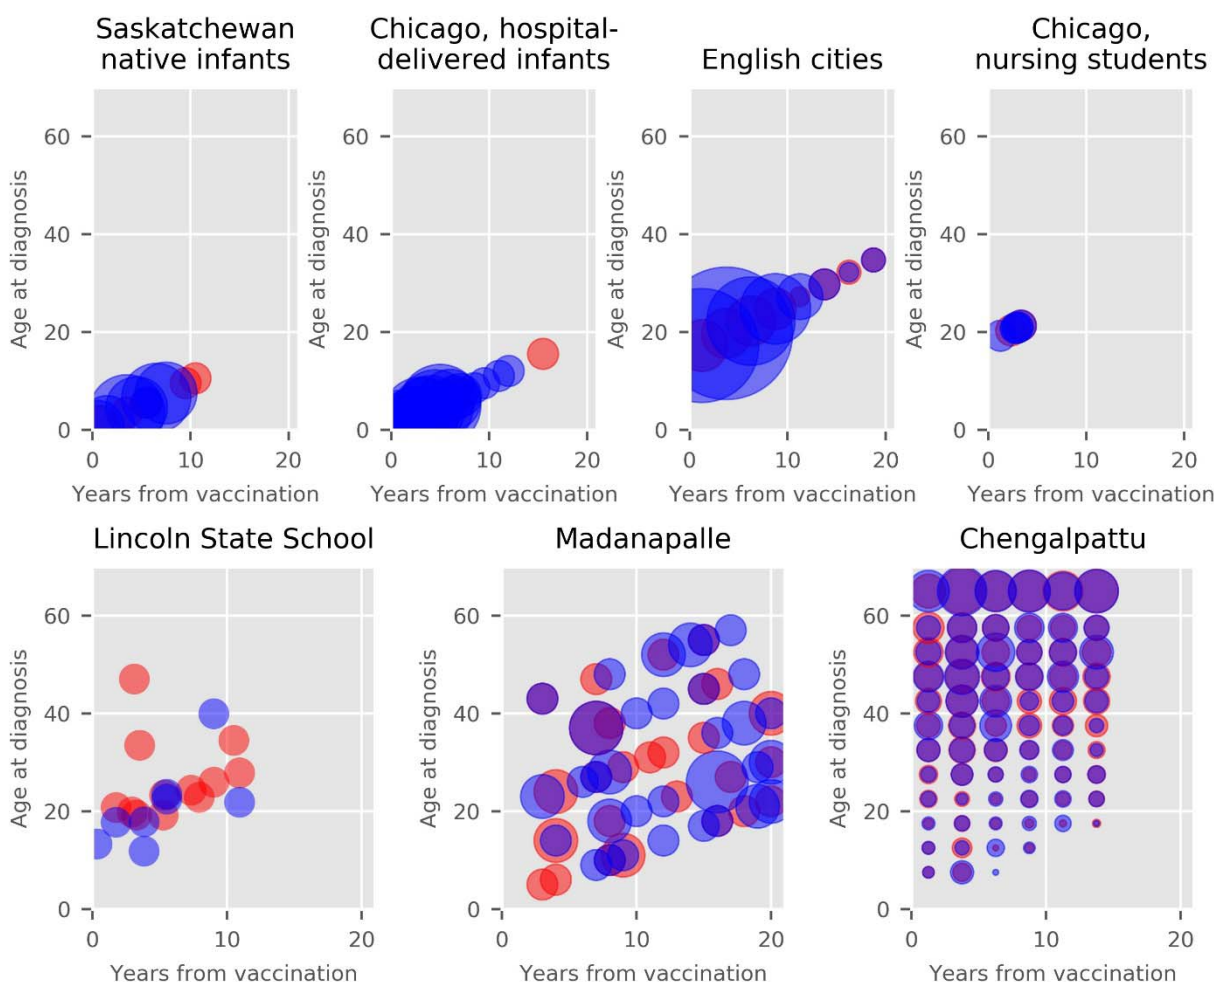 Saskatchewan
native infants
Chicago, hospital-
delivered infants
English cities
Chicago,
nursing students
60
40
20
0
Age at diagnosis
0 10 20
Years from vaccination
60
40
20
0
Age at diagnosis
0 10 20
Years from vaccination
60
40
20
0
Age at diagnosis
0 10 20
Years from vaccination
60
40
20
0
Age at diagnosis
0 10 20
Years from vaccination
Lincoln State School
60
40
20
0
Age at diagnosis
0 10 20
Years from vaccination
Madanapalle
60
40
20
0
Age at diagnosis
0 10 20
Years from vaccination
Chengalpattu
60
40
20
0
Age at diagnosis
0 10 20
Years from vaccination